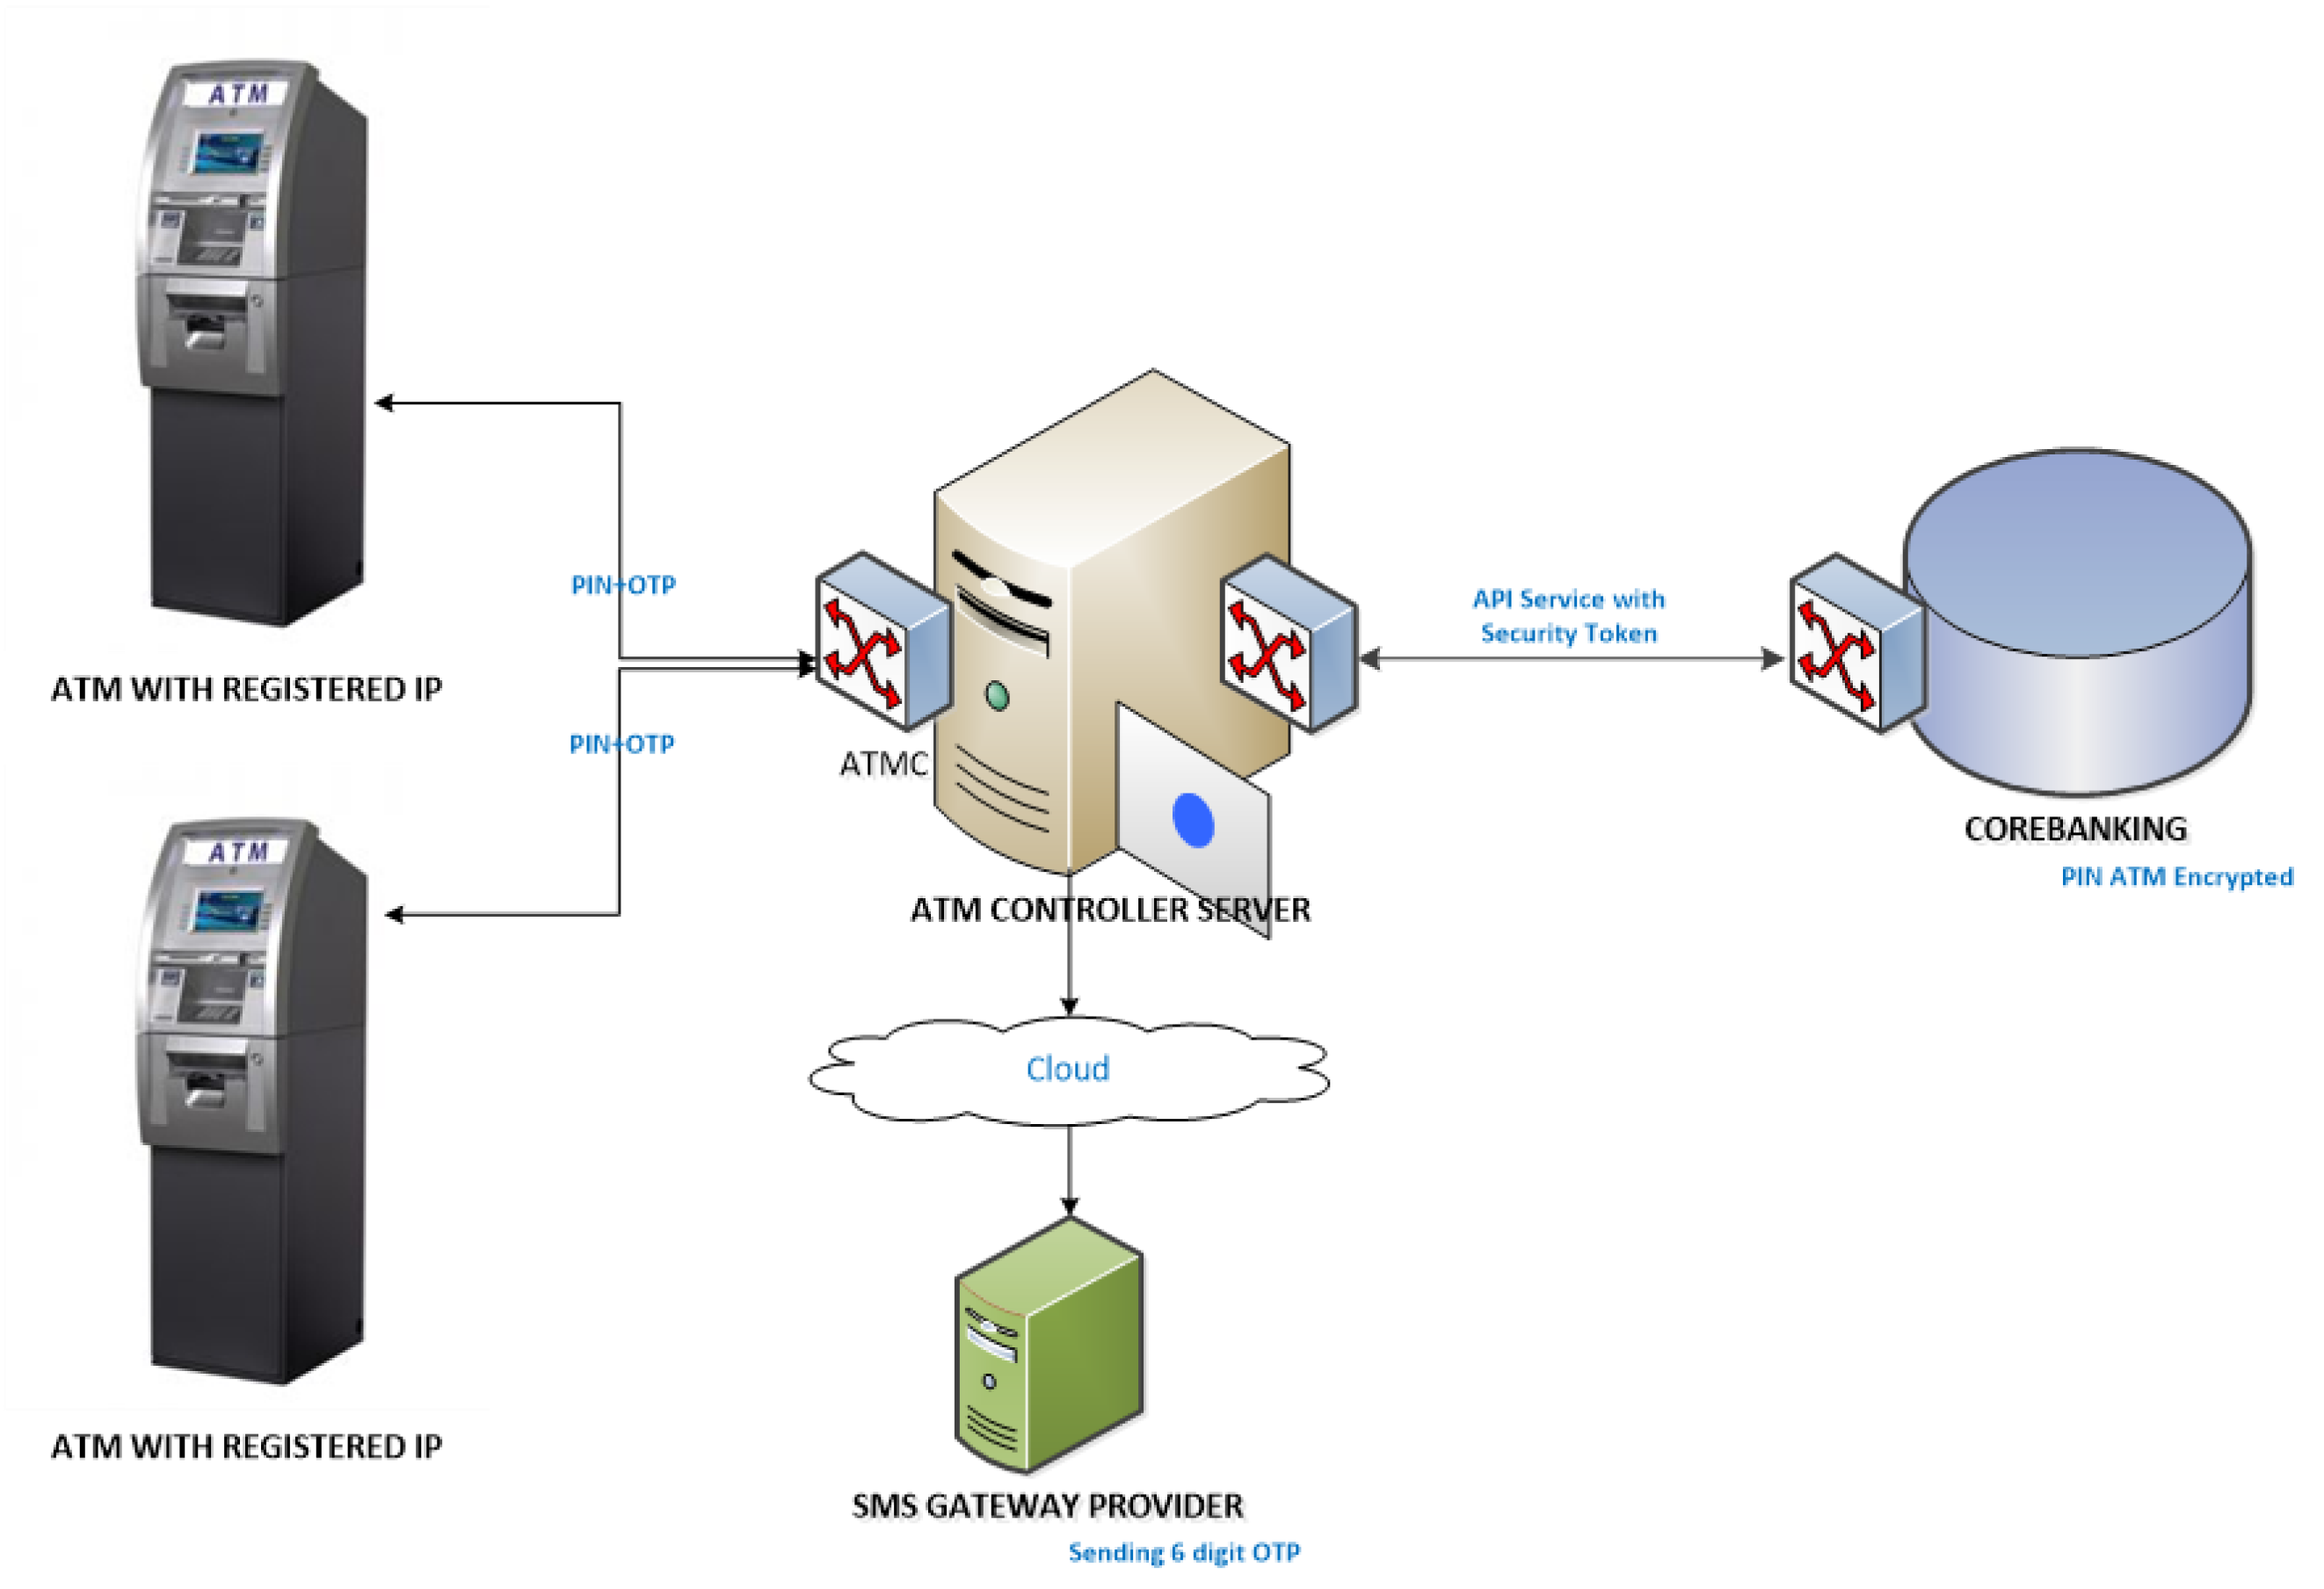 ATM
ATM WITH REGISTERED IP
PIN+OTP
PIN+OTP
ATMC
ATM CONTROLLER SERVER
API Service with
Security Token
COREBANKING
PIN ATM Encrypted
ATM
ATM WITH REGISTERED IP
Cloud
SMS GATEWAY PROVIDER
Sending 6 digit OTP